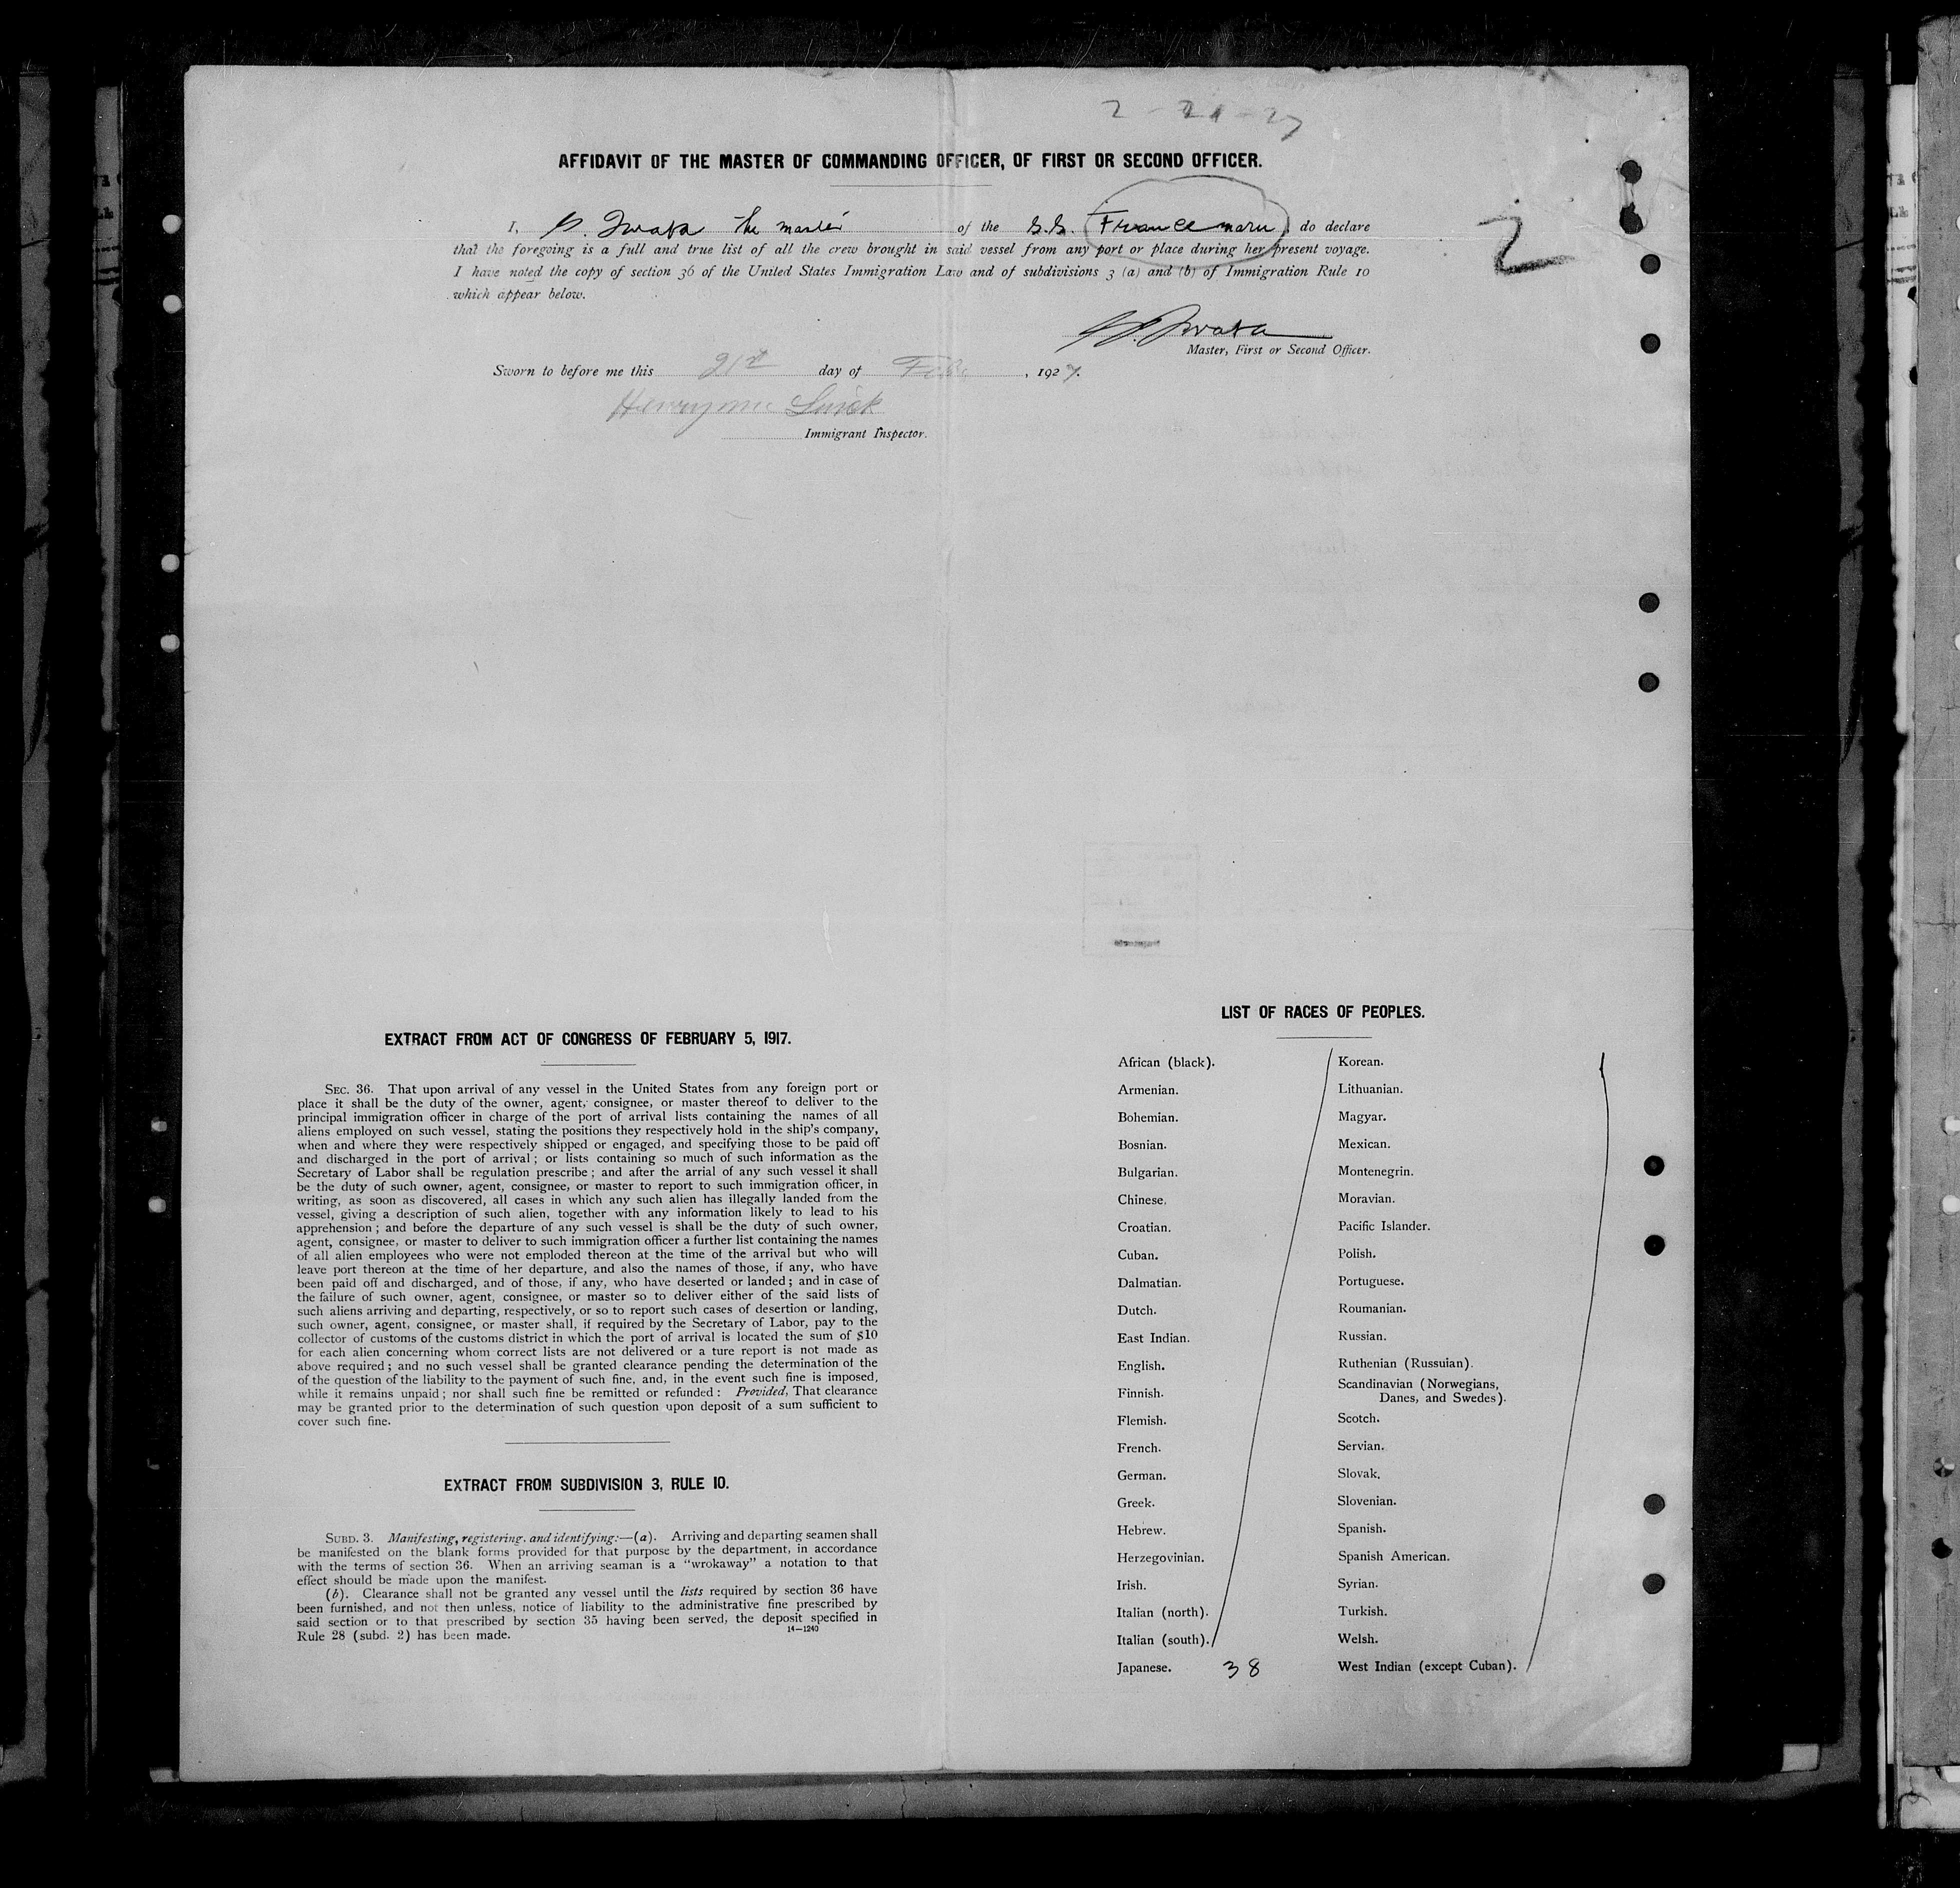 2 - 21 - 27
AFFIDAVIT OF THE MASTER OF COMMANDING OFFICER, OF FIRST OR SECOND OFFICER.
I, S. Iwata the master of the S.S. France maru, do declare
that the foregoing is a full and true list of all the crew brought in said vessel from any port or place during her present voyage.
I have noted the copy of section 36 of the United States Immigration Law and of subdivisions 3 (a) and (b) of Immigration Rule 10
which appear below.
2
S. Iwata
Master, First or Second Officer.
Sworn to before me this 21st day of Feb., 1927.
Henry
Immigrant Inspector.
EXTRACT FROM ACT OF CONGRESS OF FEBRUARY 5, 1917.
SEC. 36. That upon arrival of any vessel in the United States from any foreign port or
place it shall be the duty of the owner, agent, consignee, or master thereof to deliver to the
principal immigration officer in charge of the port of arrival lists containing the names of all
aliens employed on such vessel, stating the positions they respectively hold in the ship's company,
when and where they were respectively shipped or engaged, and specifying those to be paid off
and discharged in the port of arrival; or lists containing so much of such information as the
Secretary of Labor shall be regulation prescribe; and after the arrial of any such vessel it shall
be the duty of such owner, agent, consignee, or master to report to such immigration officer, in
writing, as soon as discovered, all cases in which any such alien has illegally landed from the
vessel, giving a description of such alien, together with any information likely to lead to his
apprehension; and before the departure of any such vessel is shall be the duty of such owner,
agent, consignee, or master to deliver to such immigration officer a further list containing the names
of all alien employees who were not emploded thereon at the time of the arrival but who will
leave port thereon at the time of her departure, and also the names of those, if any, who have
been paid off and discharged, and of those, if any, who have deserted or landed; and in case of
the failure of such owner, agent, consignee, or master so to deliver either of the said lists of
such aliens arriving and departing, respectively, or so to report such cases of desertion or landing,
such owner, agent, consignee, or master shall, if required by the Secretary of Labor, pay to the
collector of customs of the customs district in which the port of arrival is located the sum of $10
for each alien concerning whom correct lists are not delivered or a ture report is not made as
above required; and no such vessel shall be granted clearance pending the determination of the
of the question of the liability to the payment of such fine, and, in the event such fine is imposed,
while it remains unpaid; nor shall such fine be remitted or refunded: Provided, That clearance
may be granted prior to the determination of such question upon deposit of a sum sufficient to
cover such fine.
EXTRACT FROM SUBDIVISION 3, RULE 10.
SUBD. 3. Manifesting, registering, and identifying:—(a). Arriving and departing seamen shall
be manifested on the blank forms provided for that purpose by the department, in accordance
with the terms of section 36. When an arriving seaman is a "wrokaway" a notation to that
effect should be made upon the manifest.
(b). Clearance shall not be granted any vessel until the lists required by section 36 have
been furnished, and not then unless, notice of liability to the administrative fine prescribed by
said section or to that prescribed by section 35 having been served, the deposit specified in
Rule 28 (subd. 2) has been made.
14—1240
LIST OF RACES OF PEOPLES.
African (black).
Armenian.
Bohemian.
Bosnian.
Bulgarian.
Chinese.
Croatian.
Cuban.
Dalmatian.
Dutch.
East Indian.
English.
Finnish.
Flemish.
French.
German.
Greek.
Hebrew.
Herzegovinian.
Irish.
Italian (north).
Italian (south).
Japanese. 38
Korean.
Lithuanian.
Magyar.
Mexican.
Montenegrin.
Moravian.
Pacific Islander.
Polish.
Portuguese.
Roumanian.
Russian.
Ruthenian (Russuian).
Scandinavian (Norwegians,
Danes, and Swedes).
Scotch.
Servian.
Slovak.
Slovenian.
Spanish.
Spanish American.
Syrian.
Turkish.
Welsh.
West Indian (except Cuban).